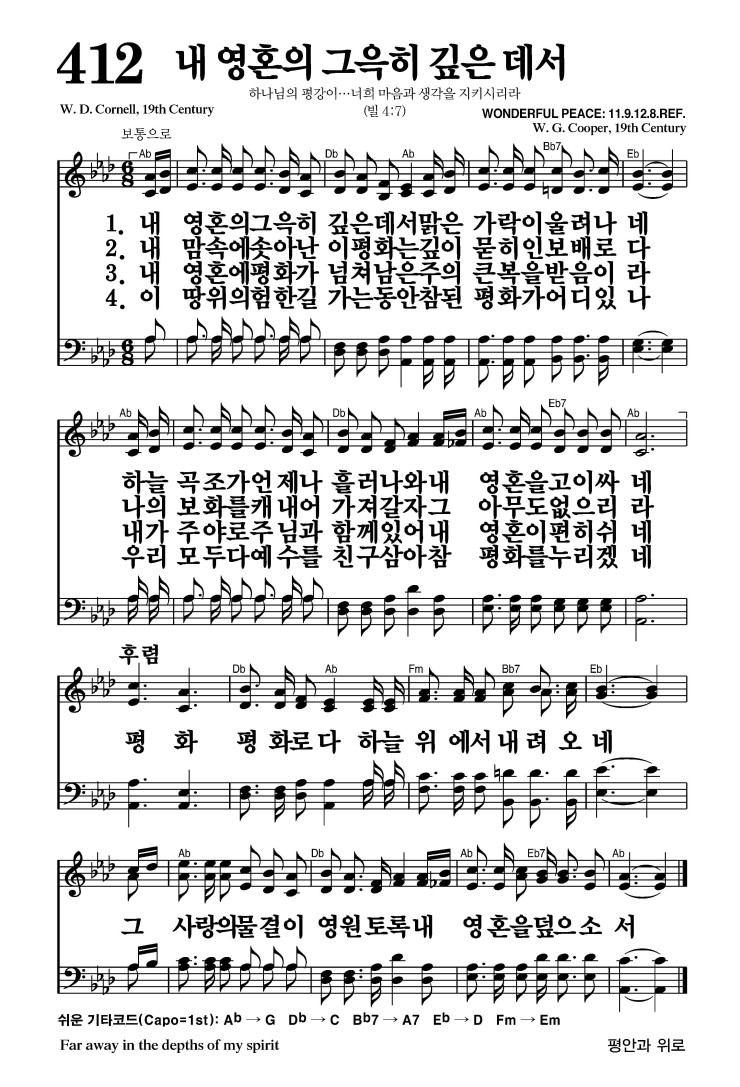 412 내 영혼의 그윽히 깊은 데서
하나님의 평강이…너희 마음과 생각을 지키시리라
W. D. Cornell, 19th Century
(빌 4:7)
WONDERFUL PEACE: 11.9.12.8.REF.
W. G. Cooper, 19th Century
보통으로
Ab Db Ab Bb7 Eb
6/8
1. 내 영혼의그윽히 깊은데서맑은 가락이울려나 네
2. 내 맘속에솟아난 이평화는깊이 묻히인보배로 다
3. 내 영혼에평화가 넘쳐남은주의 큰복을받음이 라
4. 이 땅위의험한길 가는동안참된 평화가어디있 나
6/8
Ab Db Ab Eb7 Ab
하늘 곡조가언제나 흘러나와내 영혼을고이싸 네
나의 보화를캐내어 가져갈자그 아무도없으리 라
내가 주야로주님과 함께있어내 영혼이편히쉬 네
우리 모두다예수를 친구삼아참 평화를누리겠 네
후렴
Db Ab Fm Bb7 Eb
평 화 평 화로다 하늘 위 에서내려 오 네
Ab Db Ab Eb7 Ab
그 사랑의물결이 영원토록내 영혼을덮으소 서
쉬운 기타코드(Capo=1st): Ab → G Db → C Bb7 → A7 Eb → D Fm → Em
Far away in the depths of my spirit
평안과 위로